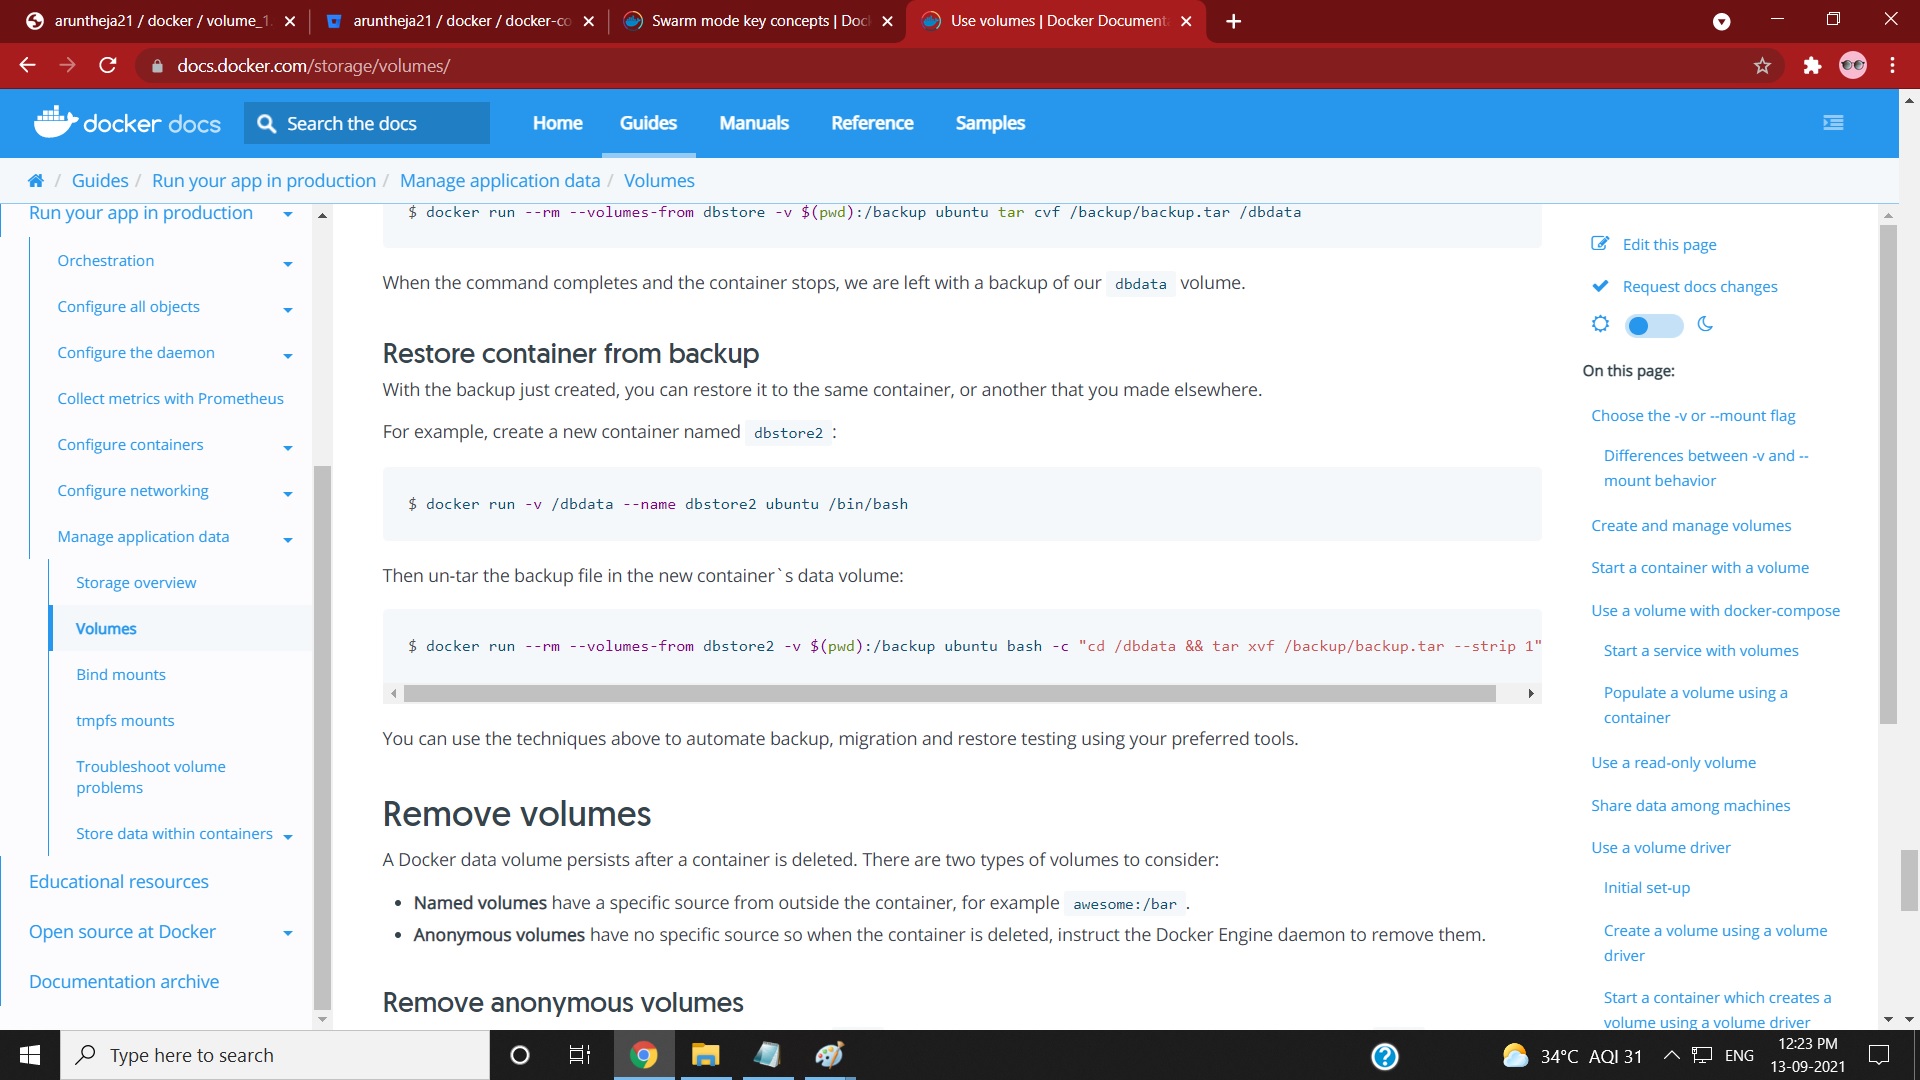 aruntheja21 / docker / volume_1.
aruntheja21 / docker / docker-co
Swarm mode key concepts | Doc
Use volumes | Docker Document
docs.docker.com/storage/volumes/
docker docs
Search the docs
Home
Guides
Manuals
Reference
Samples
/ Guides / Run your app in production / Manage application data / Volumes
Run your app in production
Orchestration
Configure all objects
Configure the daemon
Collect metrics with Prometheus
Configure containers
Configure networking
Manage application data
Storage overview
Volumes
Bind mounts
tmpfs mounts
Troubleshoot volume
problems
Store data within containers
Educational resources
Open source at Docker
Documentation archive
$ docker run --rm --volumes-from dbstore -v $(pwd):/backup ubuntu tar cvf /backup/backup.tar /dbdata
When the command completes and the container stops, we are left with a backup of our dbdata volume.
Restore container from backup
With the backup just created, you can restore it to the same container, or another that you made elsewhere.
For example, create a new container named dbstore2 :
$ docker run -v /dbdata --name dbstore2 ubuntu /bin/bash
Then un-tar the backup file in the new container`s data volume:
$ docker run --rm --volumes-from dbstore2 -v $(pwd):/backup ubuntu bash -c "cd /dbdata && tar xvf /backup/backup.tar --strip 1"
You can use the techniques above to automate backup, migration and restore testing using your preferred tools.
Remove volumes
A Docker data volume persists after a container is deleted. There are two types of volumes to consider:
• Named volumes have a specific source from outside the container, for example awesome:/bar .
• Anonymous volumes have no specific source so when the container is deleted, instruct the Docker Engine daemon to remove them.
Remove anonymous volumes
Edit this page
Request docs changes
On this page:
Choose the -v or --mount flag
Differences between -v and --
mount behavior
Create and manage volumes
Start a container with a volume
Use a volume with docker-compose
Start a service with volumes
Populate a volume using a
container
Use a read-only volume
Share data among machines
Use a volume driver
Initial set-up
Create a volume using a volume
driver
Start a container which creates a
volume using a volume driver
Type here to search
34°C AQI 31
ENG
12:23 PM
13-09-2021